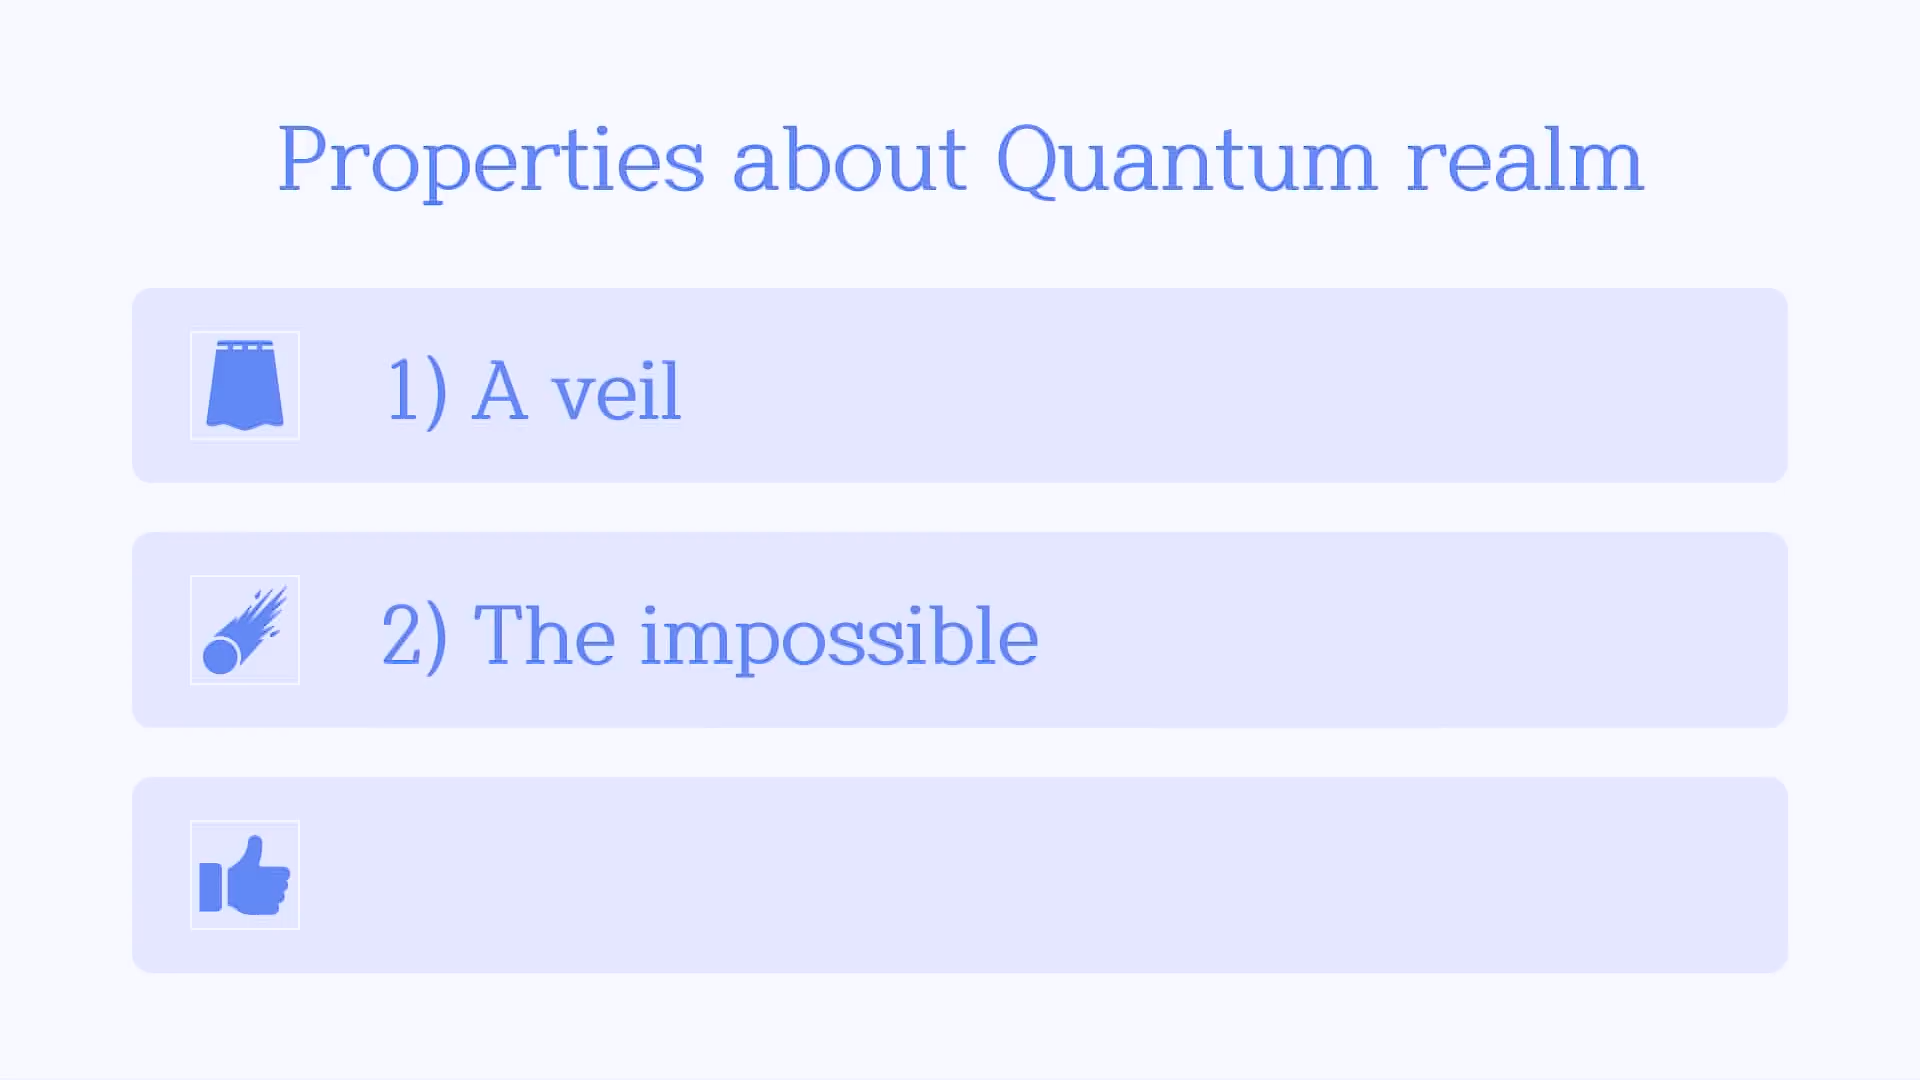 Properties about Quantum realm
1) A veil
2) The impossible